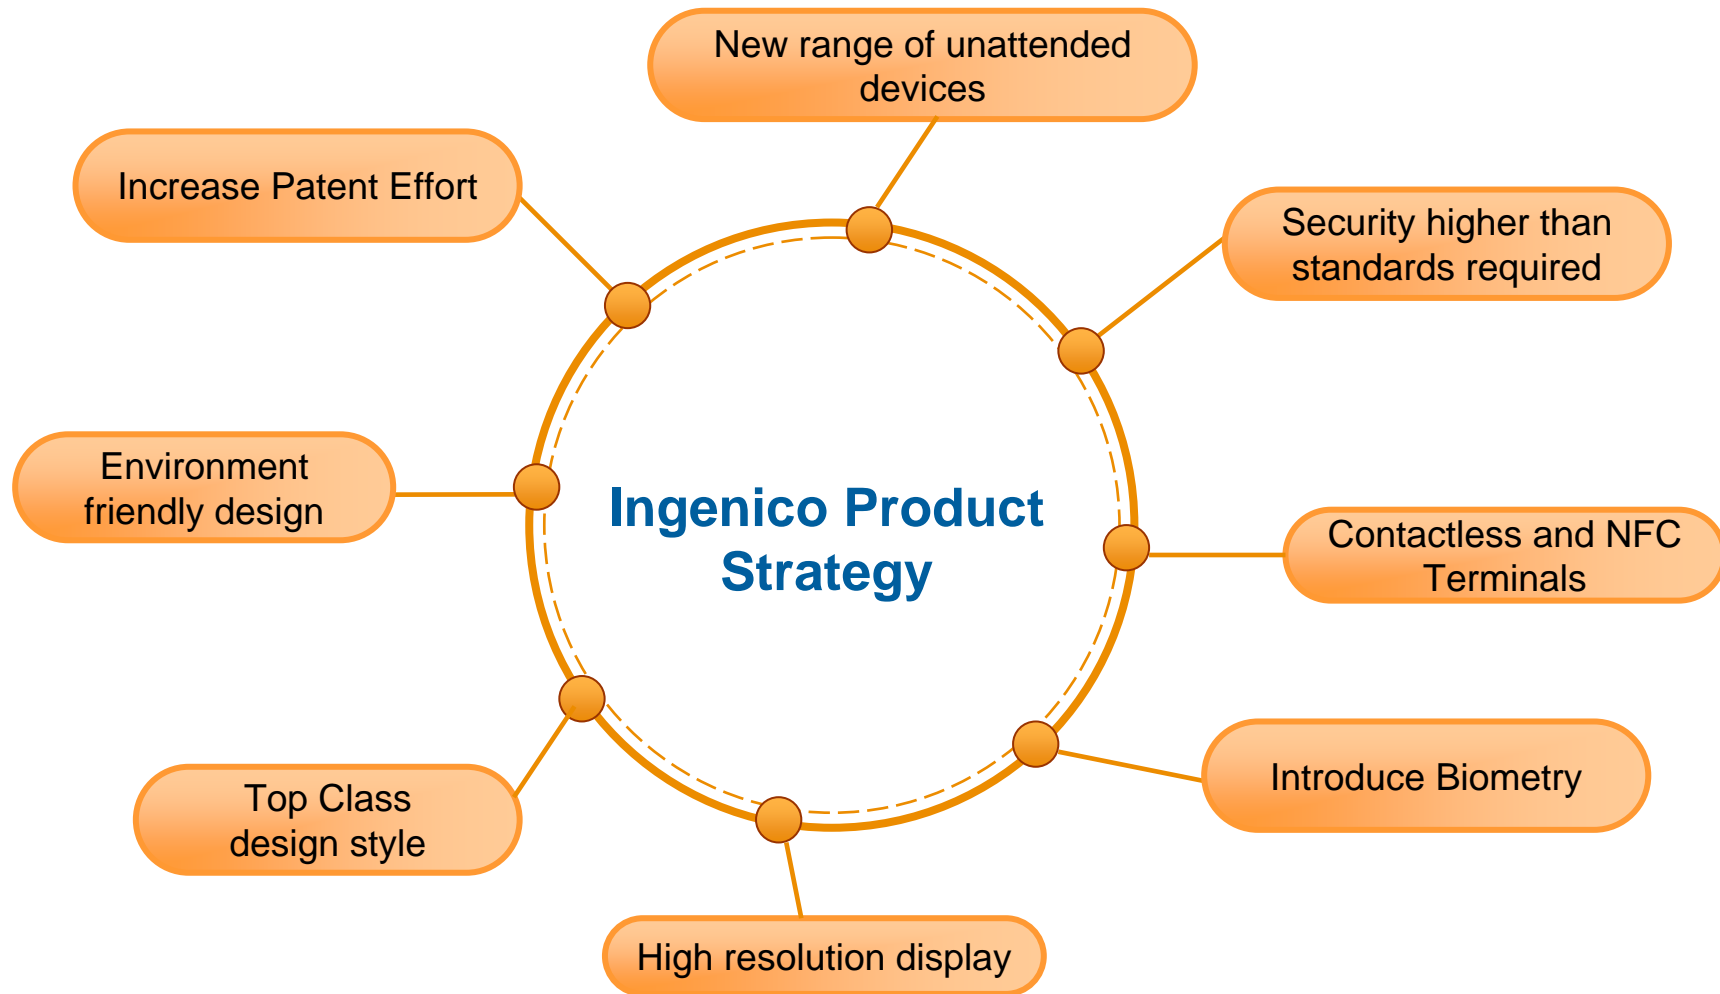 New range of unattended
devices
Increase Patent Effort
Security higher than
standards required
Environment
friendly design
Ingenico Product
Strategy
Contactless and NFC
Terminals
Top Class
design style
Introduce Biometry
High resolution display